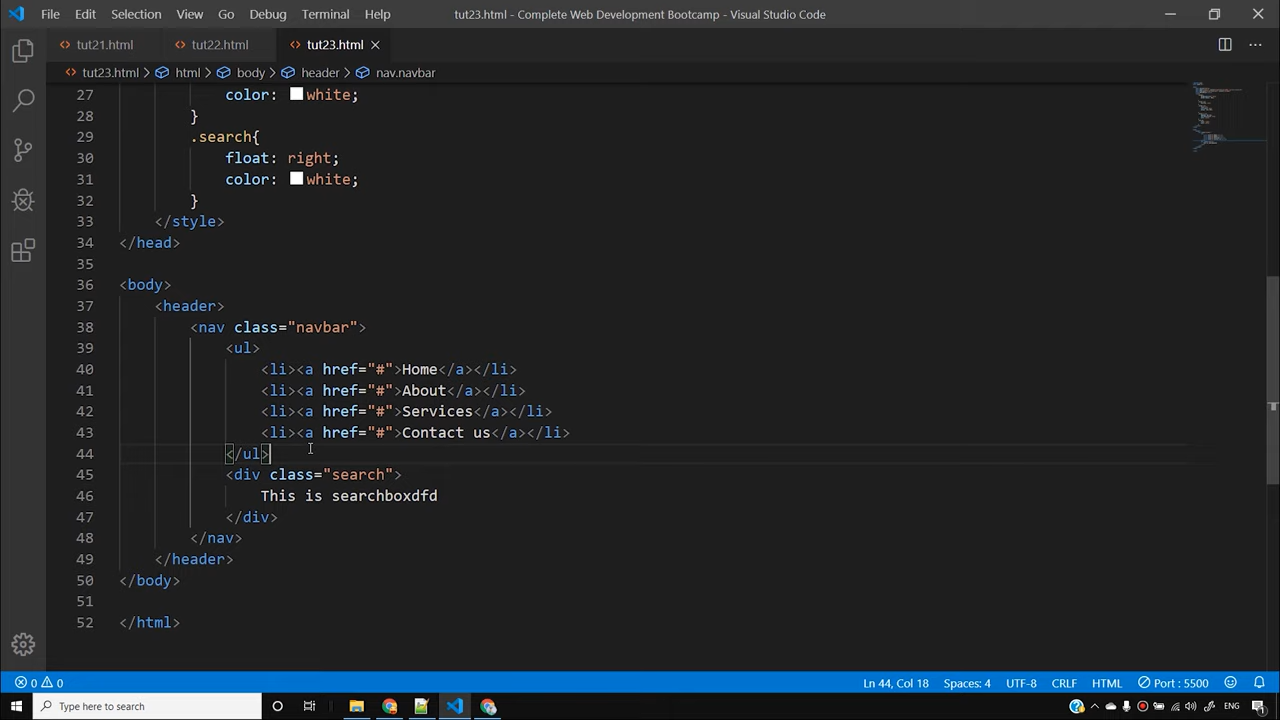 File Edit Selection View Go Debug Terminal Help tut23.html - Complete Web Development Bootcamp - Visual Studio Code
tut21.html tut22.html tut23.html
tut23.html > html > body > header > nav.navbar
27 color: white;
28 }
29 .search{
30 float: right;
31 color: white;
32 }
33 </style>
34 </head>
35
36 <body>
37 <header>
38 <nav class="navbar">
39 <ul>
40 <li><a href="#">Home</a></li>
41 <li><a href="#">About</a></li>
42 <li><a href="#">Services</a></li>
43 <li><a href="#">Contact us</a></li>
44 </ul>
45 <div class="search">
46 This is searchboxdfd
47 </div>
48 </nav>
49 </header>
50 </body>
51
52 </html>
0 0 Ln 44, Col 18 Spaces: 4 UTF-8 CRLF HTML Port : 5500
Type here to search ENG